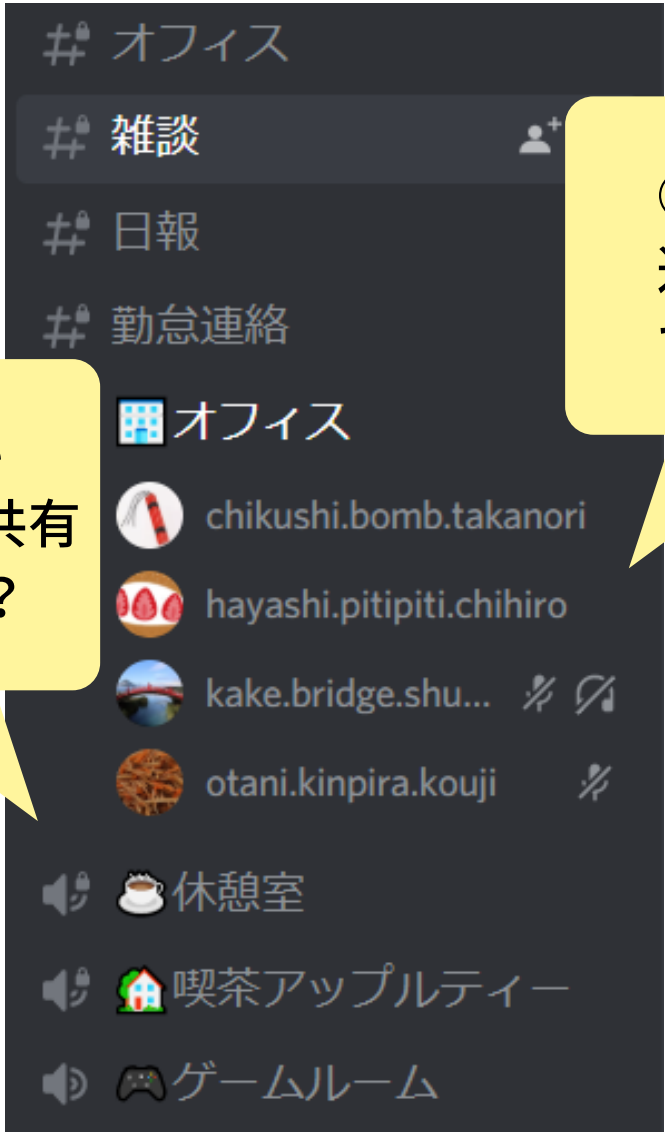 オフィス
雑談
日報
勤怠連絡
オフィス
共有
?
chikushi.bomb.takanori
hayashi.pitipiti.chihiro
kake.bridge.shu...
otani.kinpira.kouji
休憩室
喫茶アップルティー
ゲームルーム